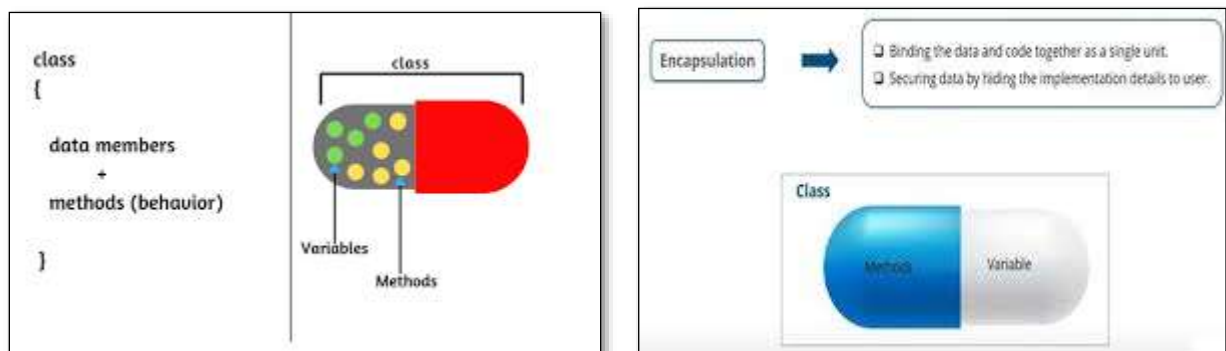 class
{
data members
+
methods (behavior)
}
class
Variables
Methods
Encapsulation
❑ Binding the data and code together as a single unit.
❑ Securing data by hiding the implementation details to user.
Class
Methods
Variable